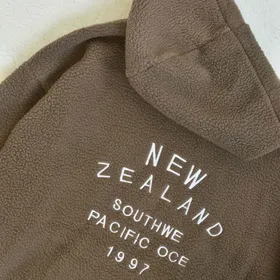 NEW
ZEALAND
SOUTHWE
PACIFIC OCE
1997